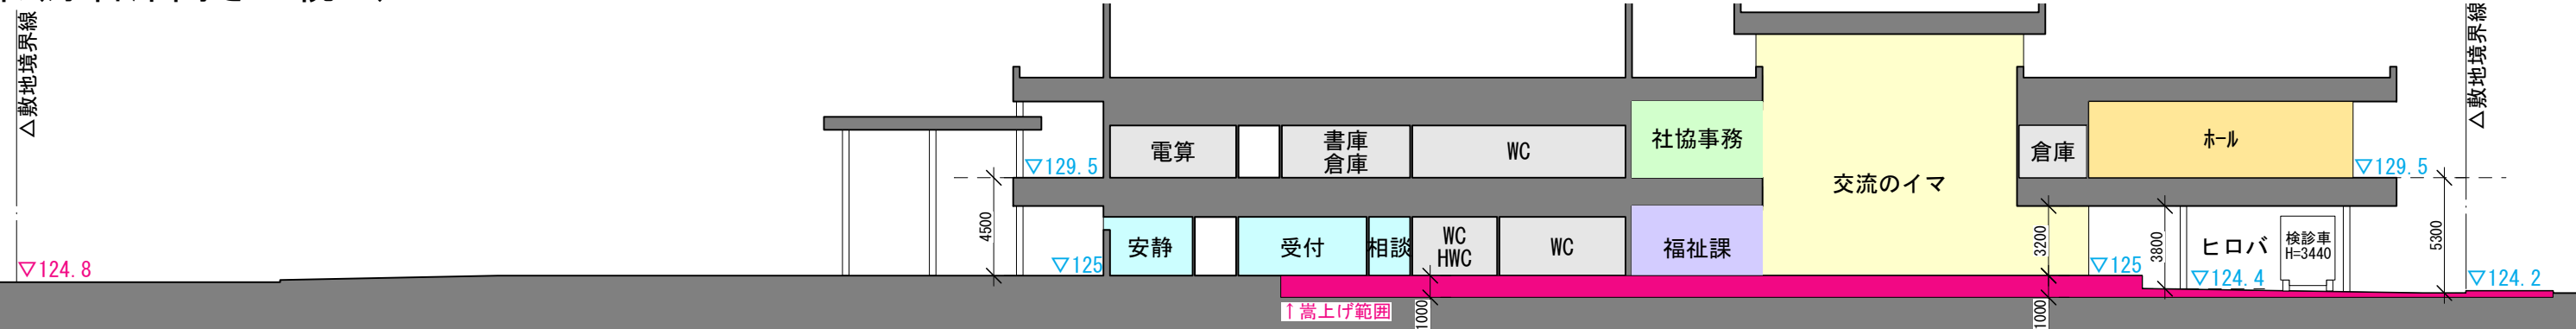 △敷地境界線
▽124.8
4500
▽129.5
▽125
電算
書庫
倉庫
WC
社協事務
安静
受付
相談
WC
HWC
WC
福祉課
↑嵩上げ範囲
1000
交流のイマ
倉庫
ホール
▽129.5
3200
1000
▽125
3800
▽124.4
ヒロバ
検診車
H=3440
5300
▽124.2
△敷地境界線